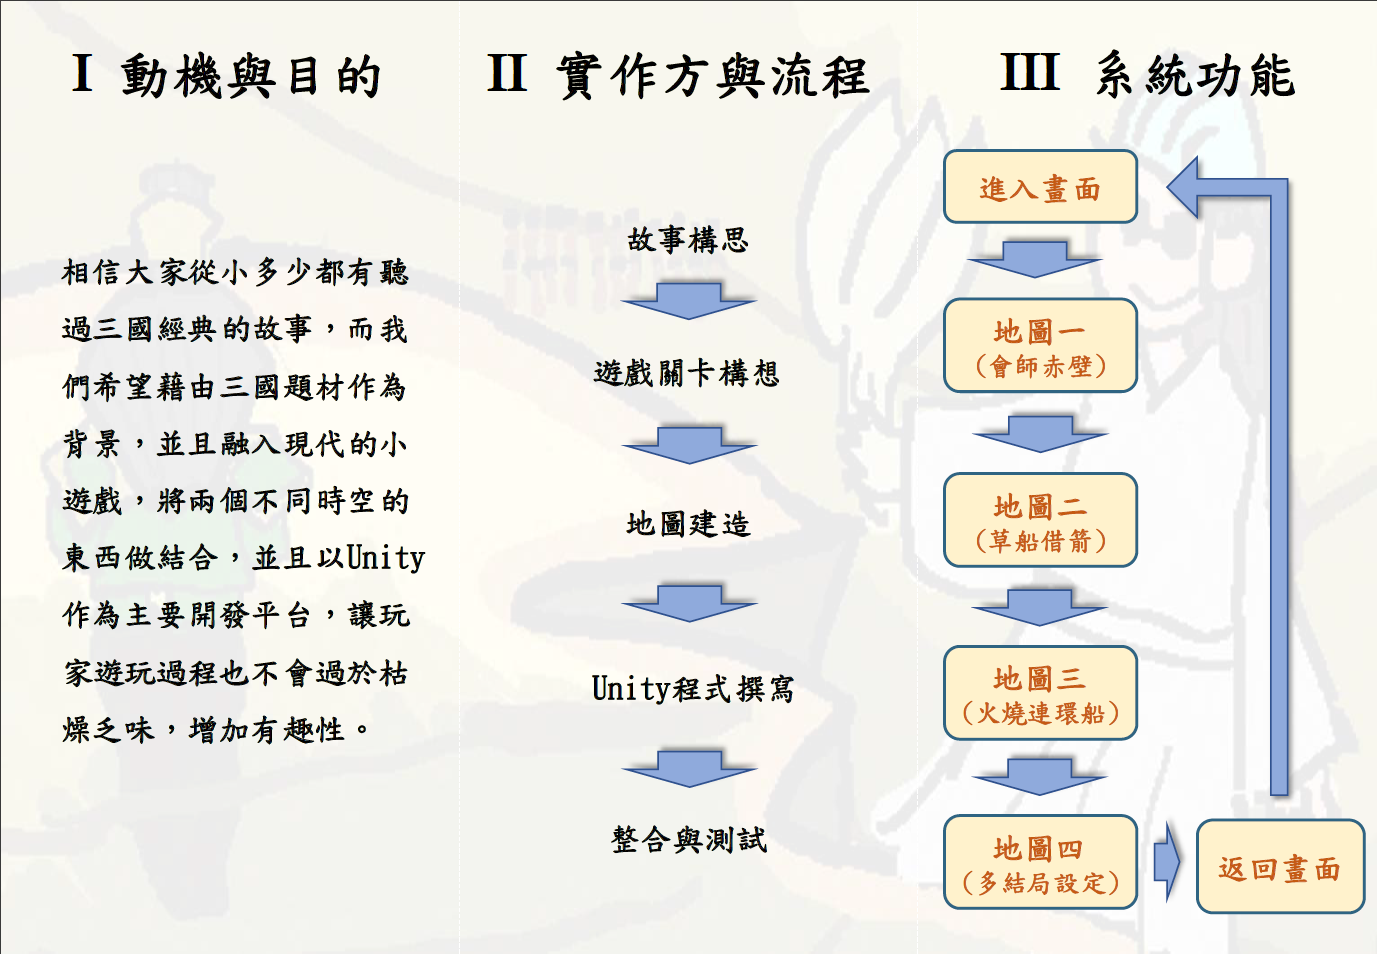 I 動機與目的
相信大家從小多少都有聽
過三國經典的故事，而我
們希望藉由三國題材作為
背景，並且融入現代的小
遊戲，將兩個不同時空的
東西做結合，並且以Unity
作為主要開發平台，讓玩
家遊玩過程也不會過於枯
燥乏味，增加有趣性。
II 實作方與流程
故事構思
遊戲關卡構想
地圖建造
Unity程式撰寫
整合與測試
III 系統功能
進入畫面
地圖一
（會師赤壁）
地圖二
（草船借箭）
地圖三
（火燒連環船）
地圖四
（多結局設定）
返回畫面